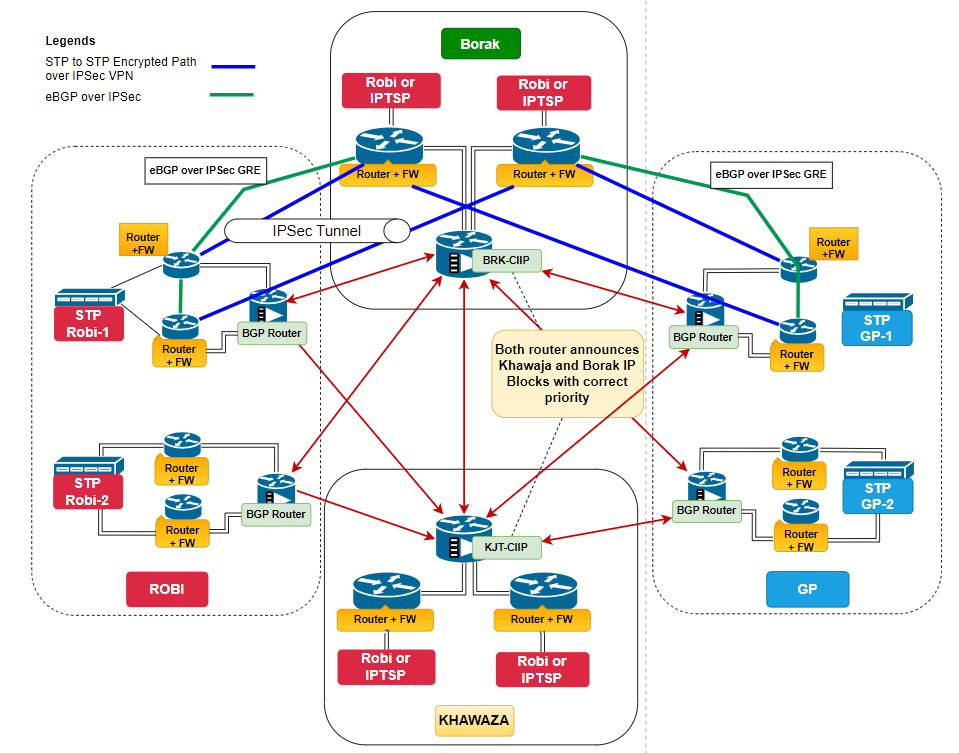 Legends
STP to STP Encrypted Path
over IPSec VPN
eBGP over IPSec
Borak
Robi or
IPTSP
Robi or
IPTSP
Router + FW
Router + FW
eBGP over IPSec GRE
eBGP over IPSec GRE
IPSec Tunnel
Router
+FW
Router
+FW
BRK-CIIP
STP
Robi-1
BGP Router
Router
+ FW
BGP Router
STP
GP-1
Router
+ FW
Both router announces
Khawaja and Borak IP
Blocks with correct
priority
STP
Robi-2
Router
+ FW
Router
+ FW
BGP Router
BGP Router
Router
+ FW
Router
+ FW
STP
GP-2
KJT-CIIP
ROBI
GP
Router + FW
Router + FW
Robi or
IPTSP
Robi or
IPTSP
KHAWAZA